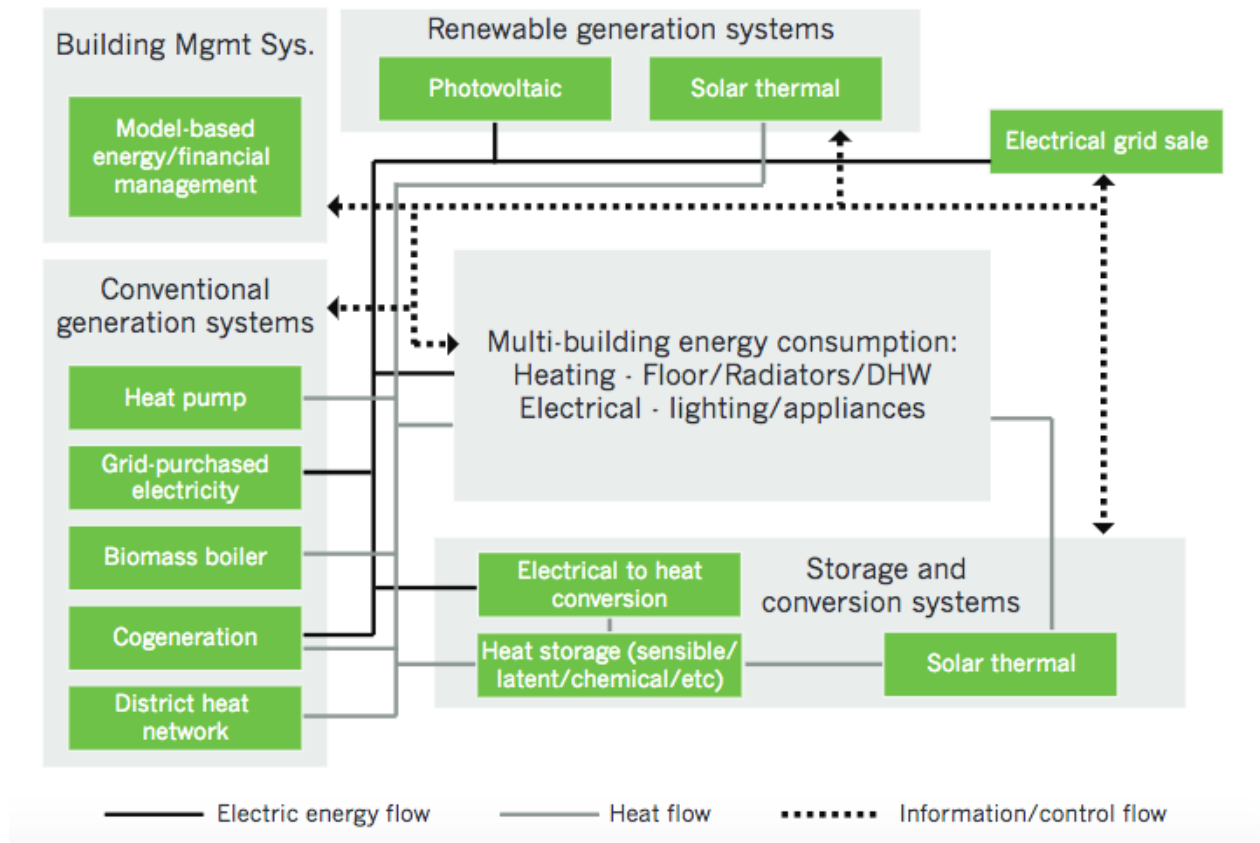 Building Mgmt Sys.
Model-based
energy/financial
management
Renewable generation systems
Photovoltaic
Solar thermal
Electrical grid sale
Conventional
generation systems
Heat pump
Grid-purchased
electricity
Biomass boiler
Cogeneration
District heat
network
Multi-building energy consumption:
Heating - Floor/Radiators/DHW
Electrical - lighting/appliances
Storage and
conversion systems
Electrical to heat
conversion
Heat storage (sensible/
latent/chemical/etc)
Solar thermal
Electric energy flow
Heat flow
Information/control flow